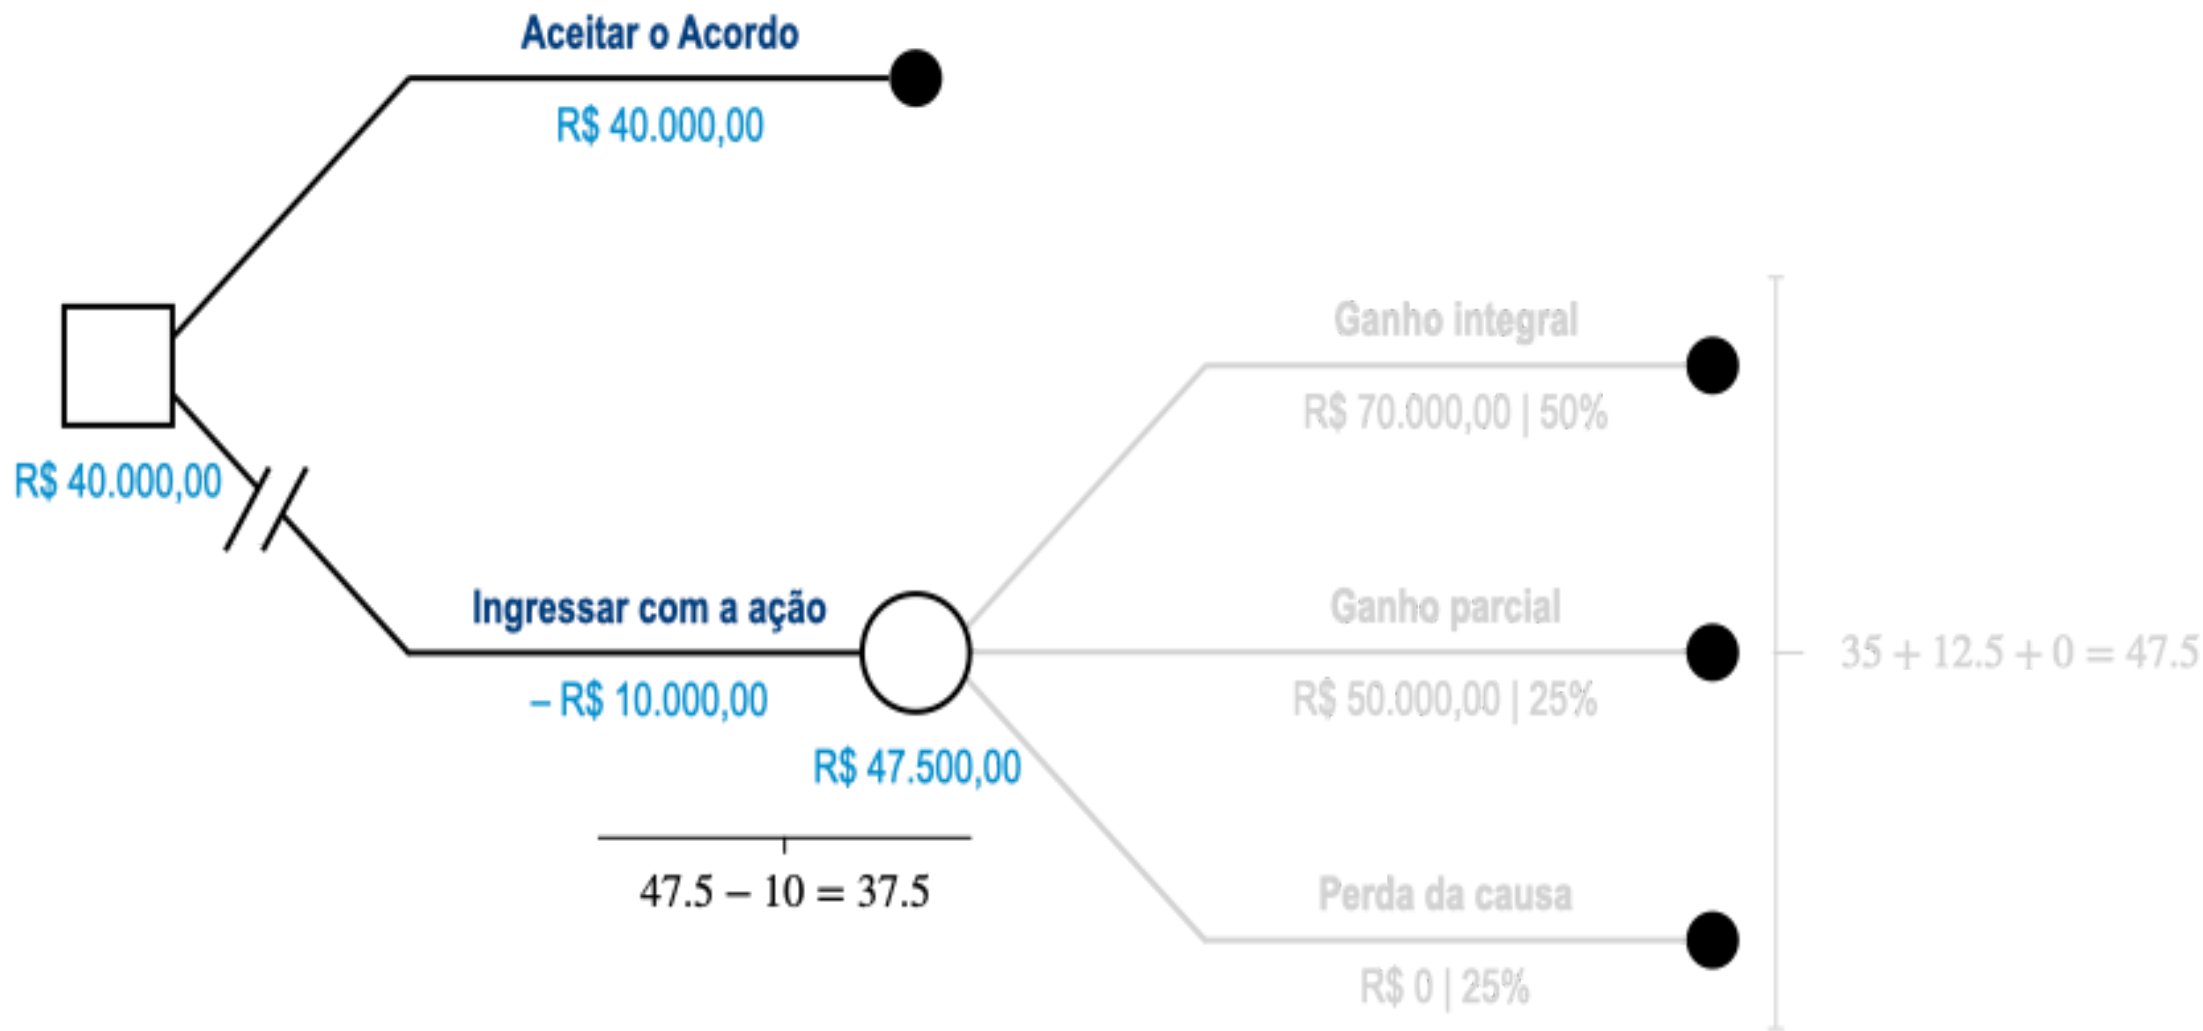 Aceitar o Acordo
R$ 40.000,00
Ganho integral
R$ 70.000,00 | 50%
R$ 40.000,00
Ingressar com a ação
– R$ 10.000,00
R$ 47.500,00
47.5 – 10 = 37.5
Ganho parcial
R$ 50.000,00 | 25%
35 + 12.5 + 0 = 47.5
Perda da causa
R$ 0 | 25%